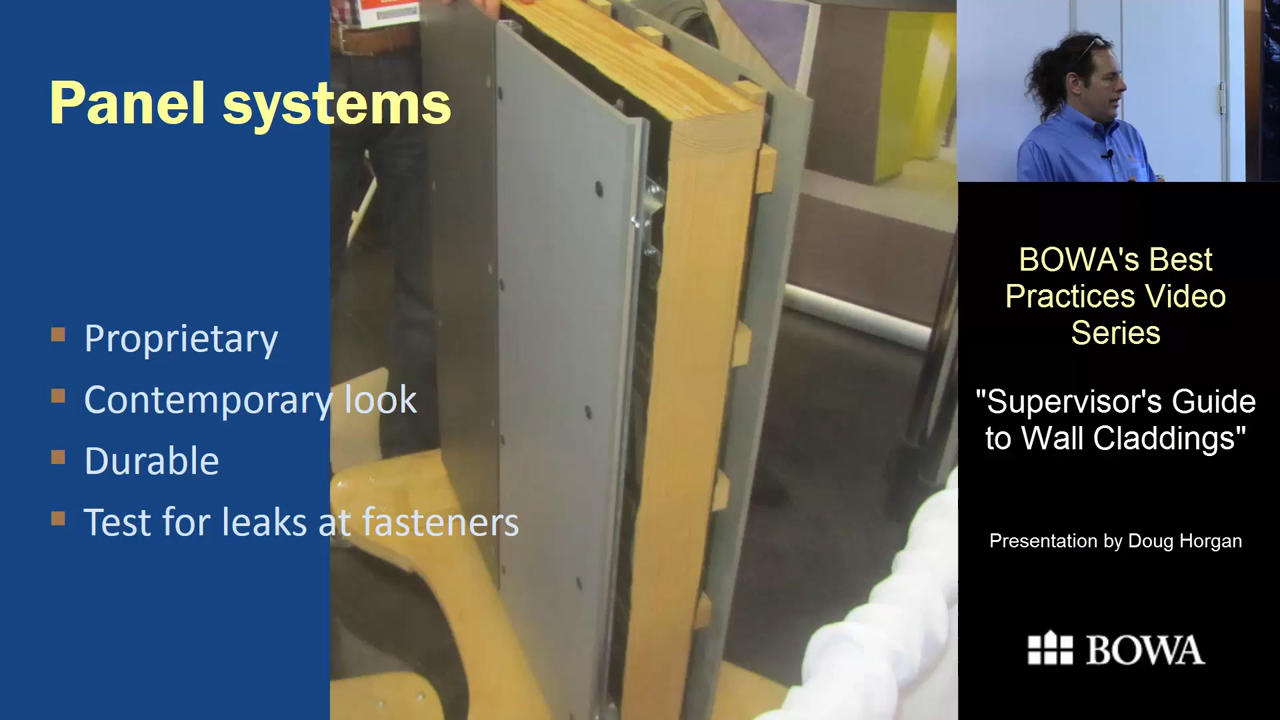 Panel systems
Proprietary
Contemporary look
Durable
Test for leaks at fasteners
BOWA's Best
Practices Video
Series
"Supervisor's Guide
to Wall Claddings"
Presentation by Doug Horgan
BOWA